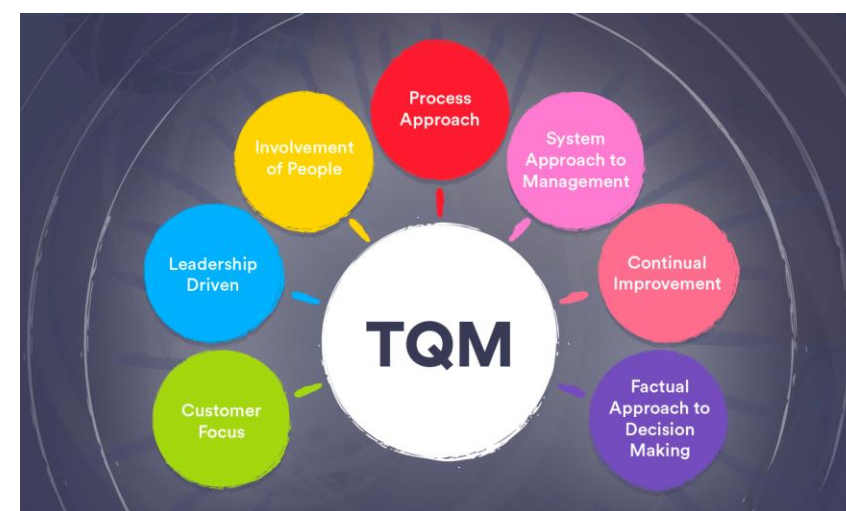 Process
Approach
Involvement
of People
System
Approach to
Management
Leadership
Driven
Continual
Improvement
TQM
Customer
Focus
Factual
Approach to
Decision
Making